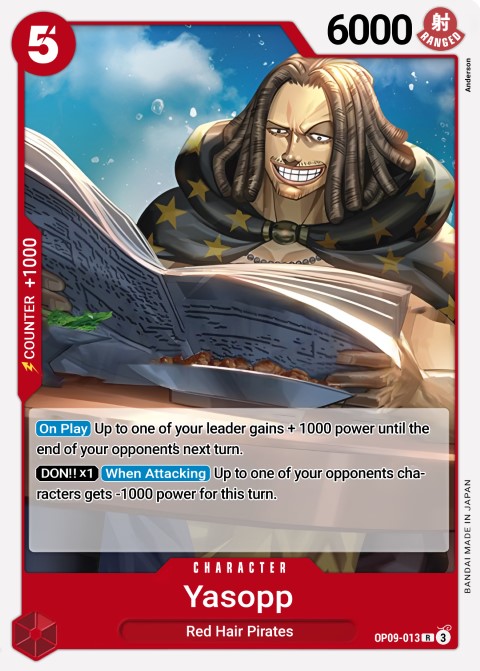 5
6000
射
RANGED
Anderson
COUNTER +1000
On Play Up to one of your leader gains + 1000 power until the
end of your opponent's next turn.
DON!! ×1 When Attacking Up to one of your opponents cha-
racters gets -1000 power for this turn.
BANDAI MADE IN JAPAN
CHARACTER
Yasopp
Red Hair Pirates
OP09-013 R 3